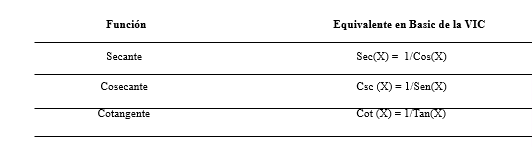 Función Equivalente en Basic de la VIC
Secante Sec(X) = 1/Cos(X)
Cosecante Csc (X) = 1/Sen(X)
Cotangente Cot (X) = 1/Tan(X)